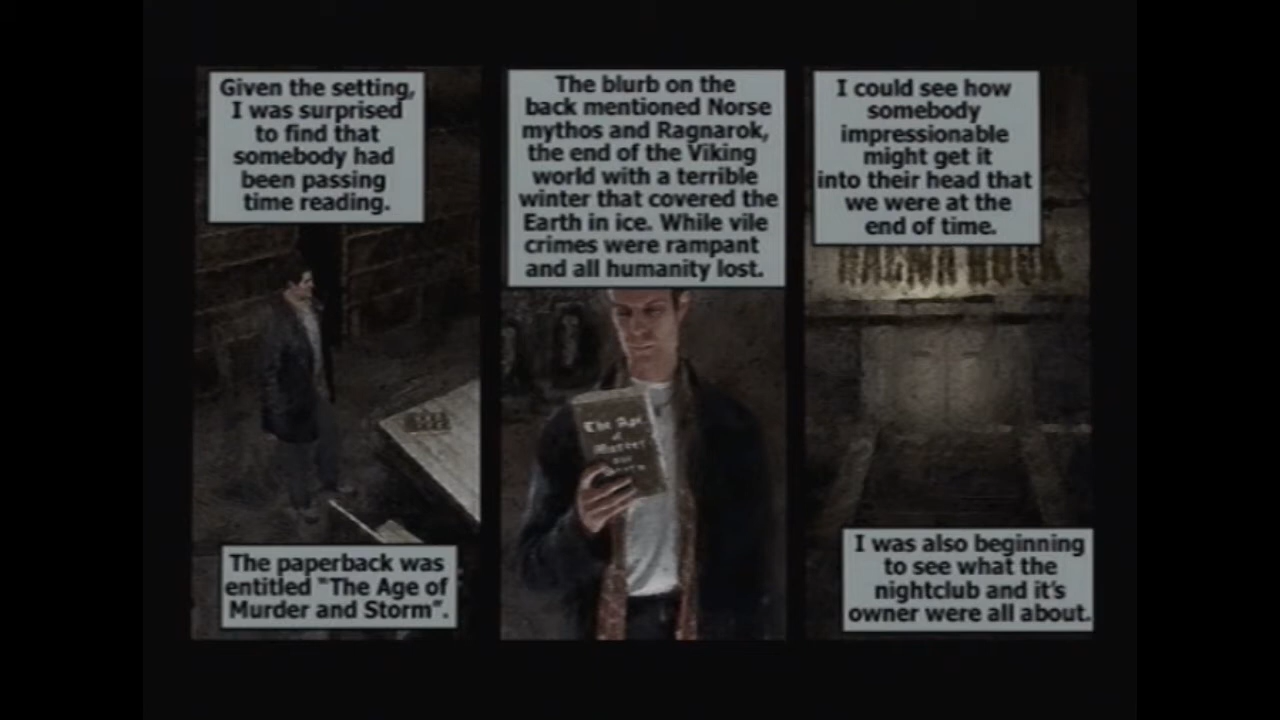 Given the setting,
I was surprised
to find that
somebody had
been passing
time reading.
The paperback was
entitled "The Age of
Murder and Storm".
The blurb on the
back mentioned Norse
mythos and Ragnarok,
the end of the Viking
world with a terrible
winter that covered the
Earth in ice. While vile
crimes were rampant
and all humanity lost.
The Age
of
I could see how
somebody
impressionable
might get it
into their head that
we were at the
end of time.
RAGNA ROCK
I was also beginning
to see what the
nightclub and it's
owner were all about.